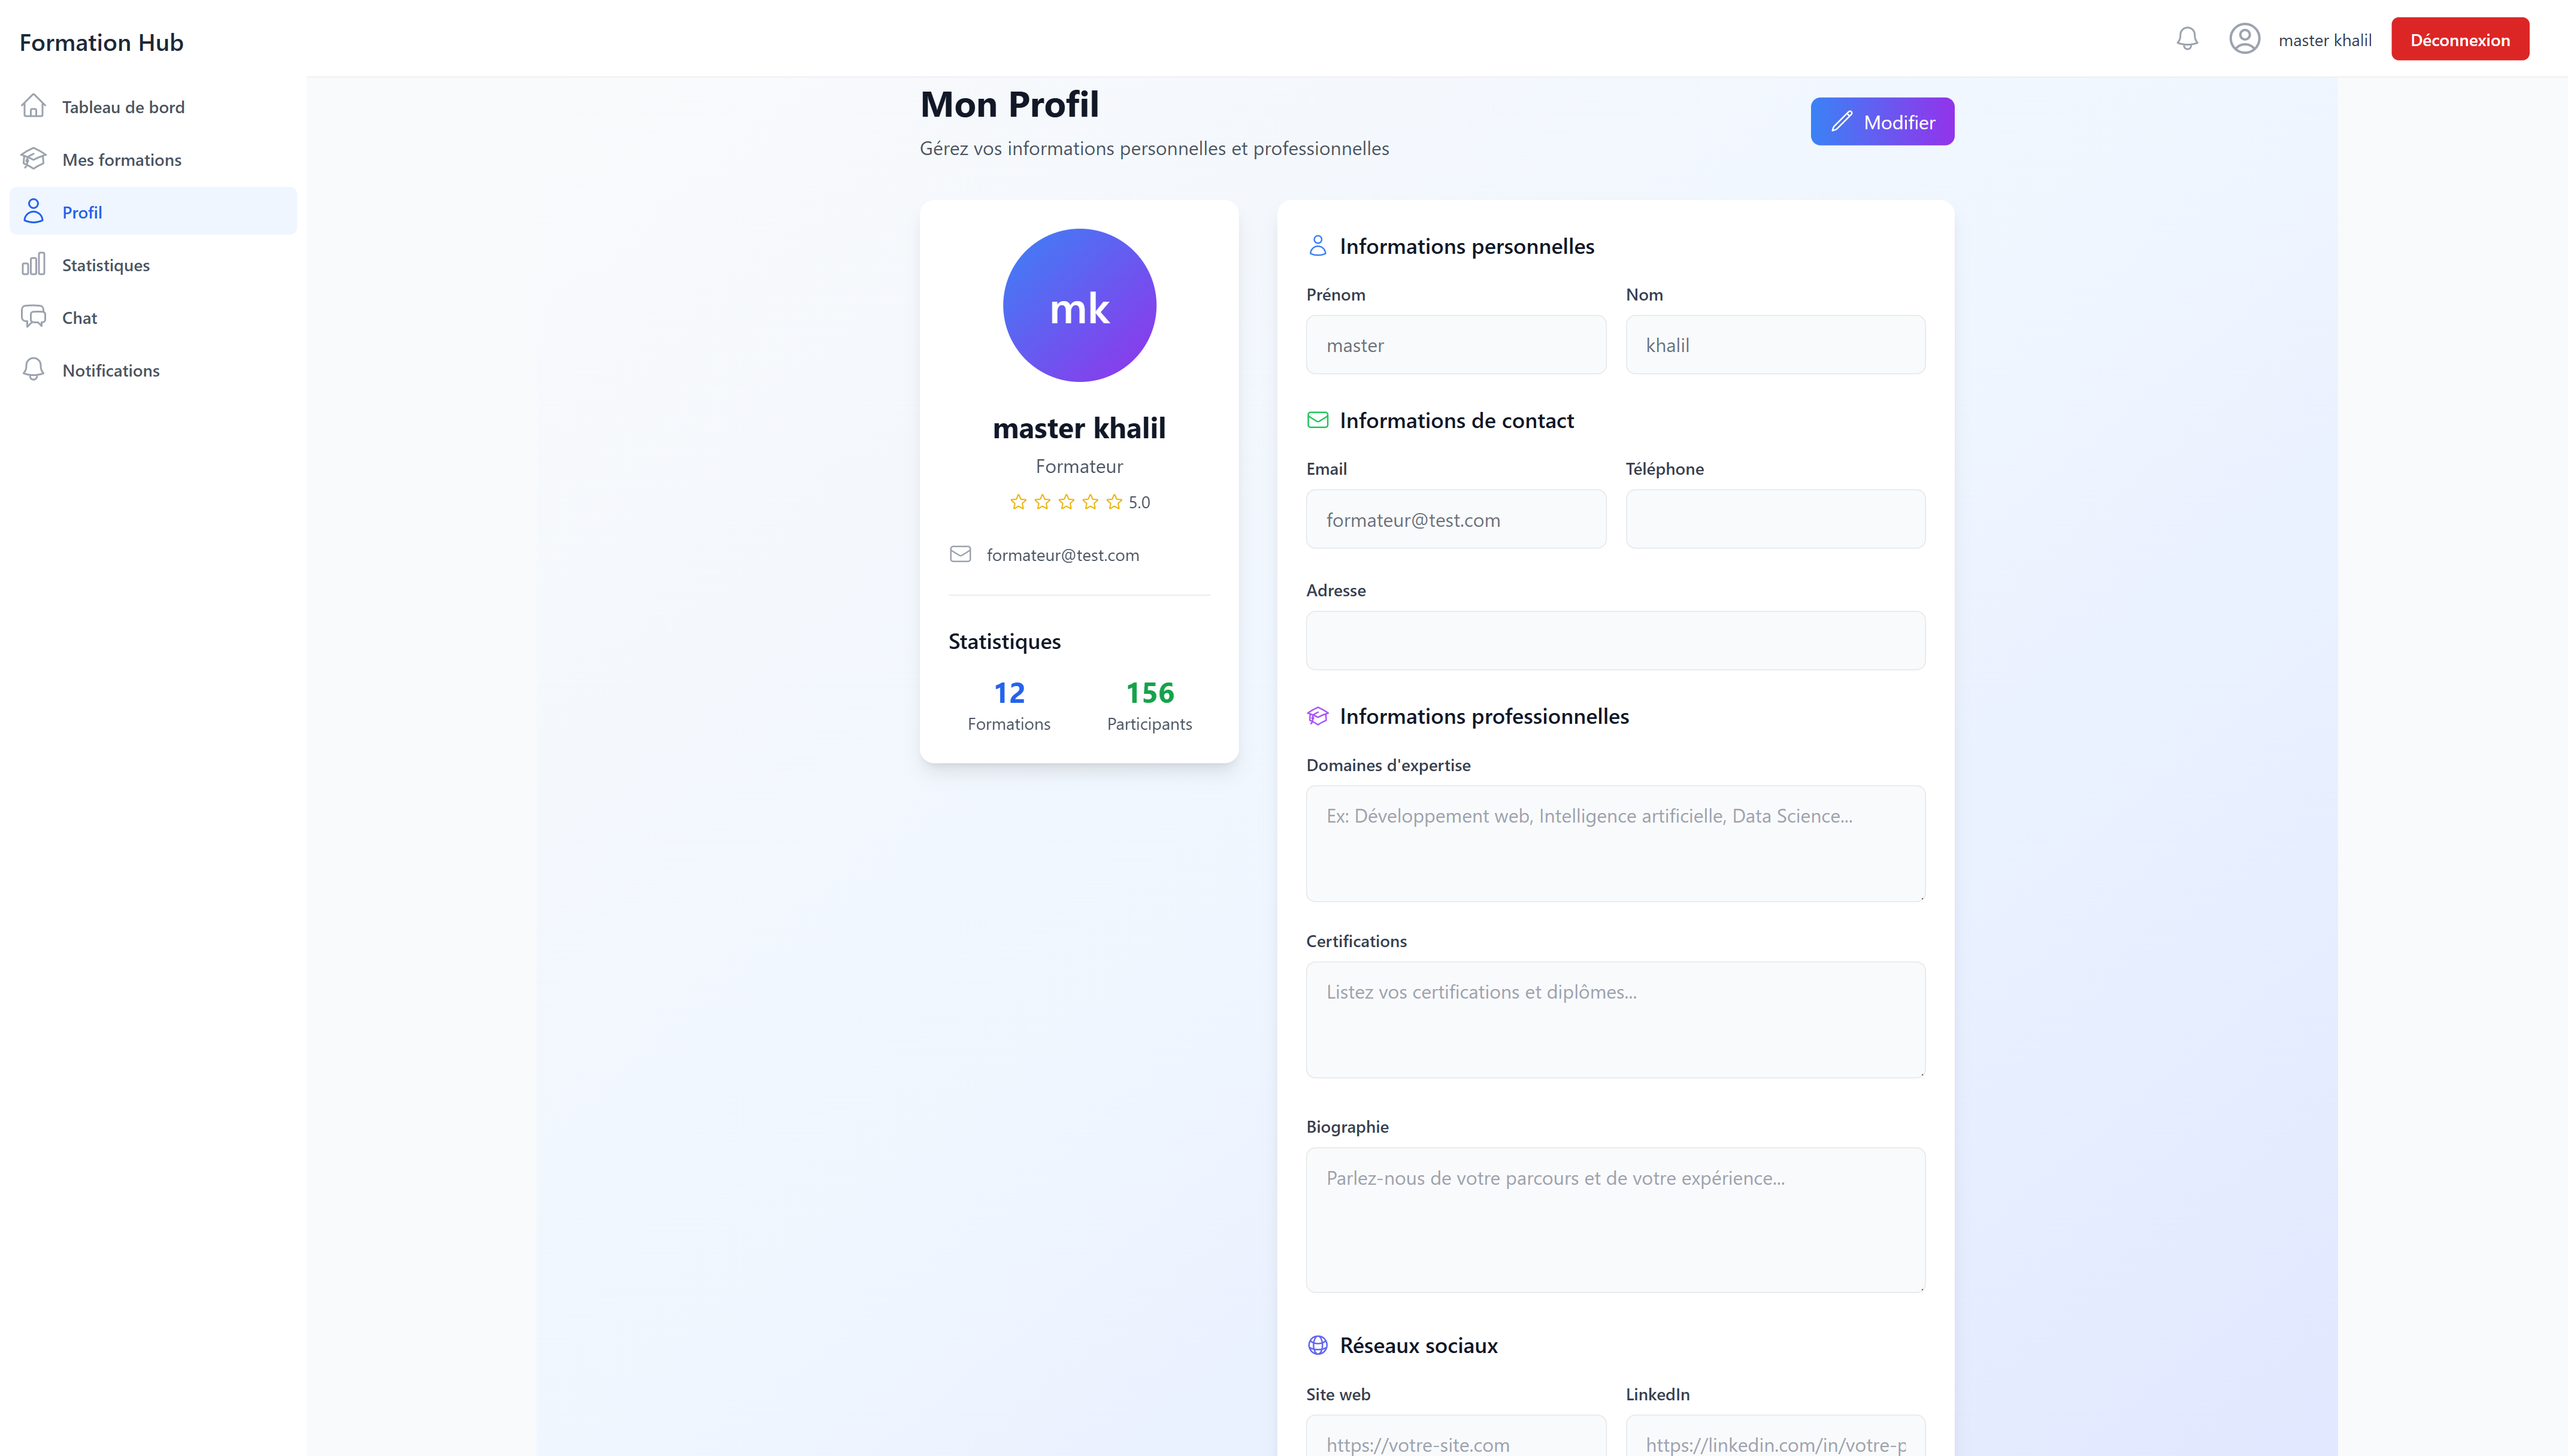 Formation Hub
master khalil
Déconnexion
Tableau de bord
Mes formations
Profil
Statistiques
Chat
Notifications
Mon Profil
Gérez vos informations personnelles et professionnelles
Modifier
mk
master khalil
Formateur
5.0
formateur@test.com
Statistiques
12 156
Formations Participants
Informations personnelles
Prénom Nom
master khalil
Informations de contact
Email Téléphone
formateur@test.com
Adresse
Informations professionnelles
Domaines d'expertise
Ex: Développement web, Intelligence artificielle, Data Science...
Certifications
Listez vos certifications et diplômes...
Biographie
Parlez-nous de votre parcours et de votre expérience...
Réseaux sociaux
Site web LinkedIn
https://votre-site.com https://linkedin.com/in/votre-p